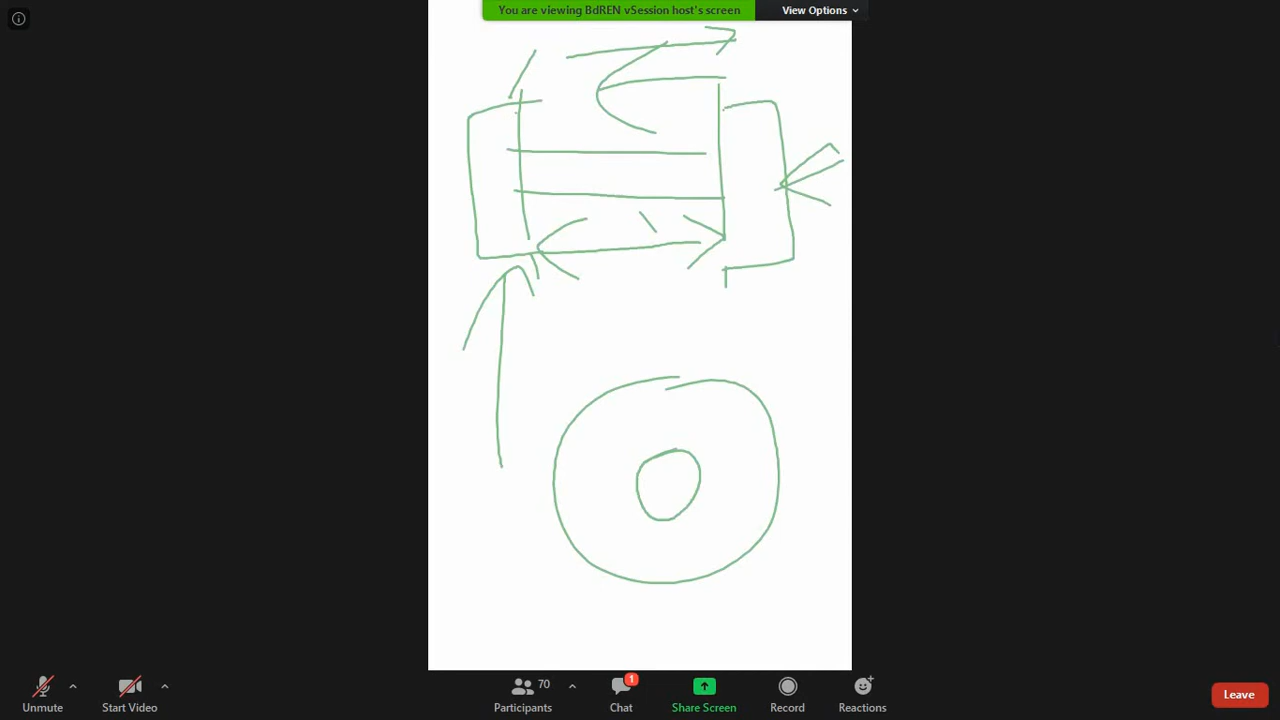 You are viewing BdREN vSession host's screen
View Options
Unmute
Start Video
70
Participants
1
Chat
Share Screen
Record
Reactions
Leave